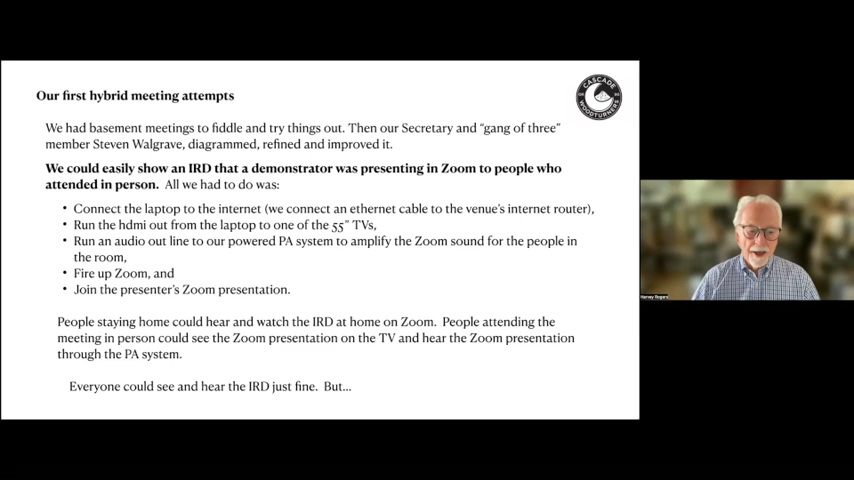 Our first hybrid meeting attempts
CASCADE
WOODTURNERS
We had basement meetings to fiddle and try things out. Then our Secretary and “gang of three”
member Steven Walgrave, diagrammed, refined and improved it.
We could easily show an IRD that a demonstrator was presenting in Zoom to people who
attended in person. All we had to do was:
• Connect the laptop to the internet (we connect an ethernet cable to the venue's internet router),
• Run the hdmi out from the laptop to one of the 55" TVs,
• Run an audio out line to our powered PA system to amplify the Zoom sound for the people in
the room,
• Fire up Zoom, and
• Join the presenter's Zoom presentation.
People staying home could hear and watch the IRD at home on Zoom. People attending the
meeting in person could see the Zoom presentation on the TV and hear the Zoom presentation
through the PA system.
Everyone could see and hear the IRD just fine. But...
Harvey Rogers